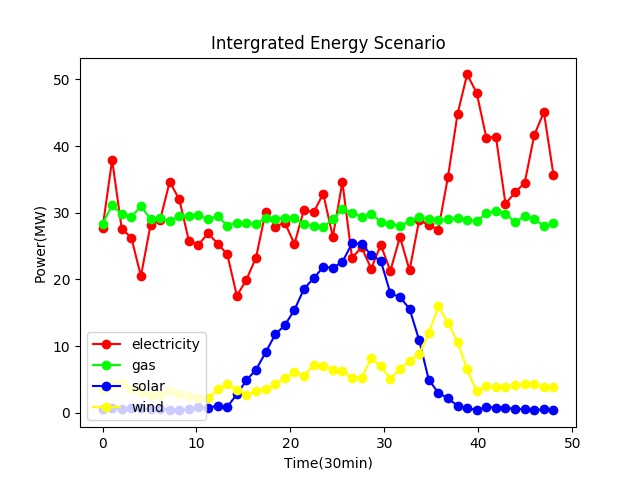 Intergrated Energy Scenario
Power(MW)
50
40
30
20
10
0
electricity
gas
solar
wind
0 10 20 30 40 50
Time(30min)